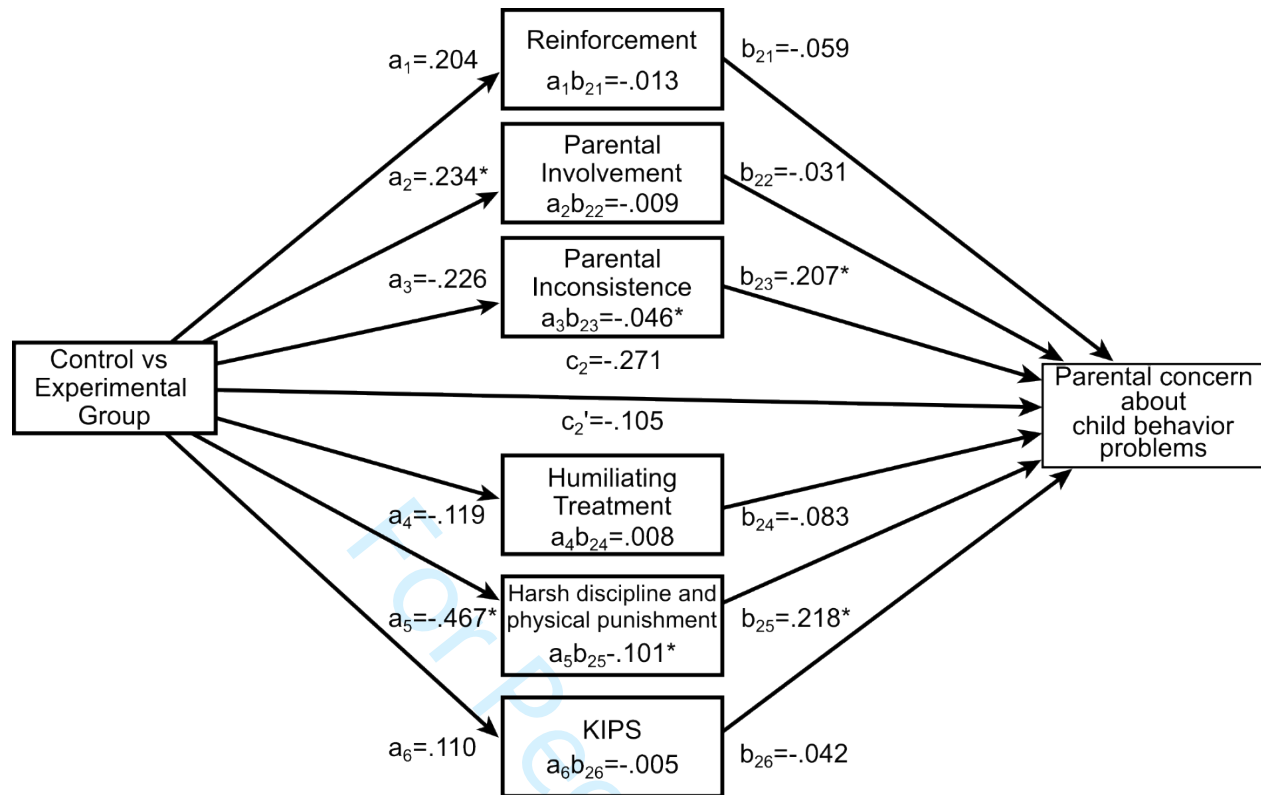 a₁=.204
Reinforcement
a₁b₂₁=-.013
b₂₁=-.059
a₂=.234*
Parental
Involvement
a₂b₂₂=-.009
b₂₂=-.031
a₃=-.226
Parental
Inconsistence
a₃b₂₃=-.046*
b₂₃=.207*
Control vs
Experimental
Group
c₂=-.271
c₂'=-.105
Parental concern
about
child behavior
problems
a₄=-.119
Humiliating
Treatment
a₄b₂₄=.008
b₂₄=-.083
a₅=-.467*
Harsh discipline and
physical punishment
a₅b₂₅-.101*
b₂₅=.218*
a₆=.110
KIPS
a₆b₂₆=-.005
b₂₆=-.042
For Pee